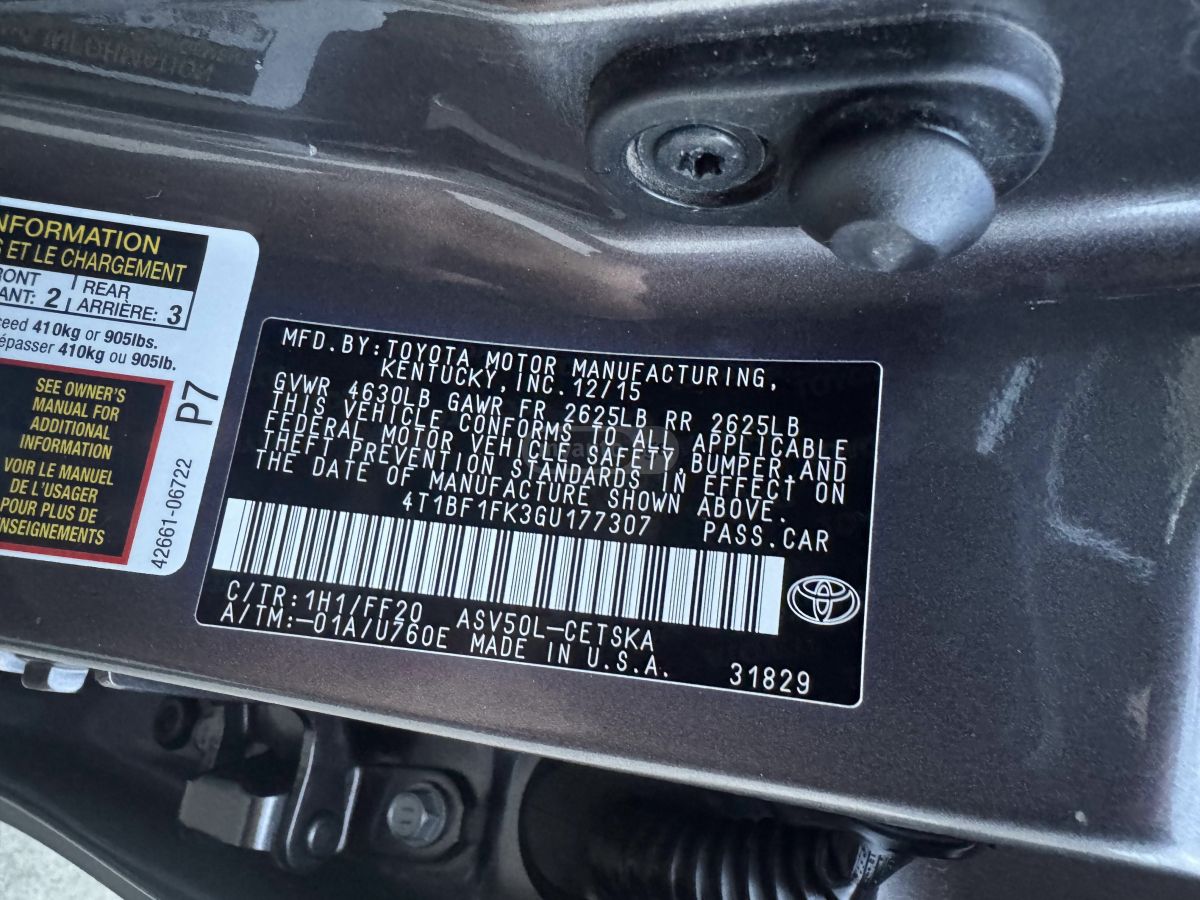 NFORMATION
S ET LE CHARGEMENT
RONT
ANT: 2
REAR
ARRIÈRE: 3
ceed 410kg or 905lbs.
épasser 410kg ou 905lb.
SEE OWNER'S
MANUAL FOR
ADDITIONAL
INFORMATION
VOIR LE MANUEL
DE L'USAGER
POUR PLUS DE
NSEIGNEMENTS
P7
42661-06722
MFD.BY:TOYOTA MOTOR MANUFACTURING,
KENTUCKY,INC.12/15
GVWR 4630LB GAWR FR 2625LB RR 2625LB
THIS VEHICLE CONFORMS TO ALL APPLICABLE
FEDERAL MOTOR VEHICLE SAFETY,BUMPER,AND
THEFT PREVENTION STANDARDS IN EFFECT ON
THE DATE OF MANUFACTURE SHOWN ABOVE.
4T1BF1FK3GU177307 PASS.CAR
C/TR:1H1/FF20 ASV50L-CETSKA
A/TM:-01A/U760E MADE IN U.S.A.
31829